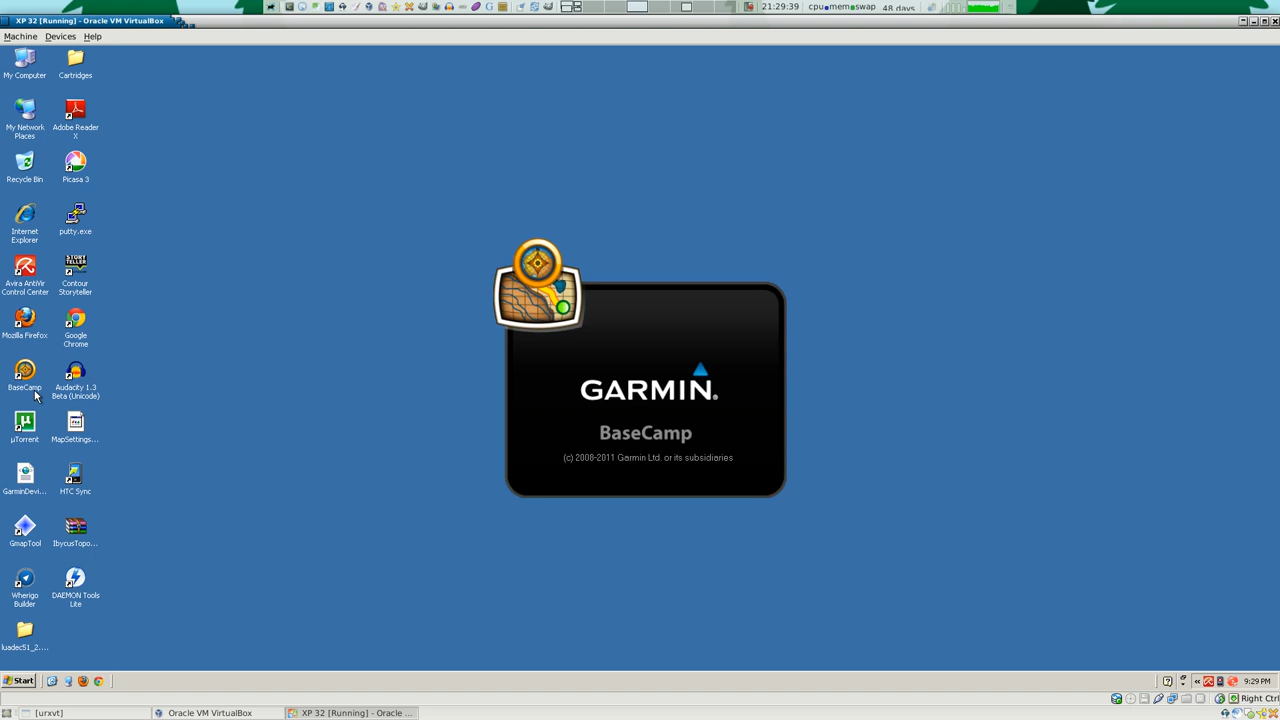 21:29:39
cpu mem swap
48 days
XP 32 [Running] - Oracle VM VirtualBox
Machine Devices Help
My Computer
Cartridges
My Network Places
Adobe Reader X
Recycle Bin
Picasa 3
Internet Explorer
putty.exe
Avira AntiVir Control Center
STORY TELLER
Contour Storyteller
Mozilla Firefox
Google Chrome
BaseCamp
Audacity 1.3 Beta (Unicode)
µTorrent
MapSettings...
GarminDevi...
HTC Sync
GmapTool
IbycusTopo...
Wherigo Builder
DAEMON Tools Lite
luadec51_2....
GARMIN®
BaseCamp
(c) 2008-2011 Garmin Ltd. or its subsidiaries
Start
9:29 PM
Right Ctrl
[urxvt]
Oracle VM VirtualBox
XP 32 [Running] - Oracle ...